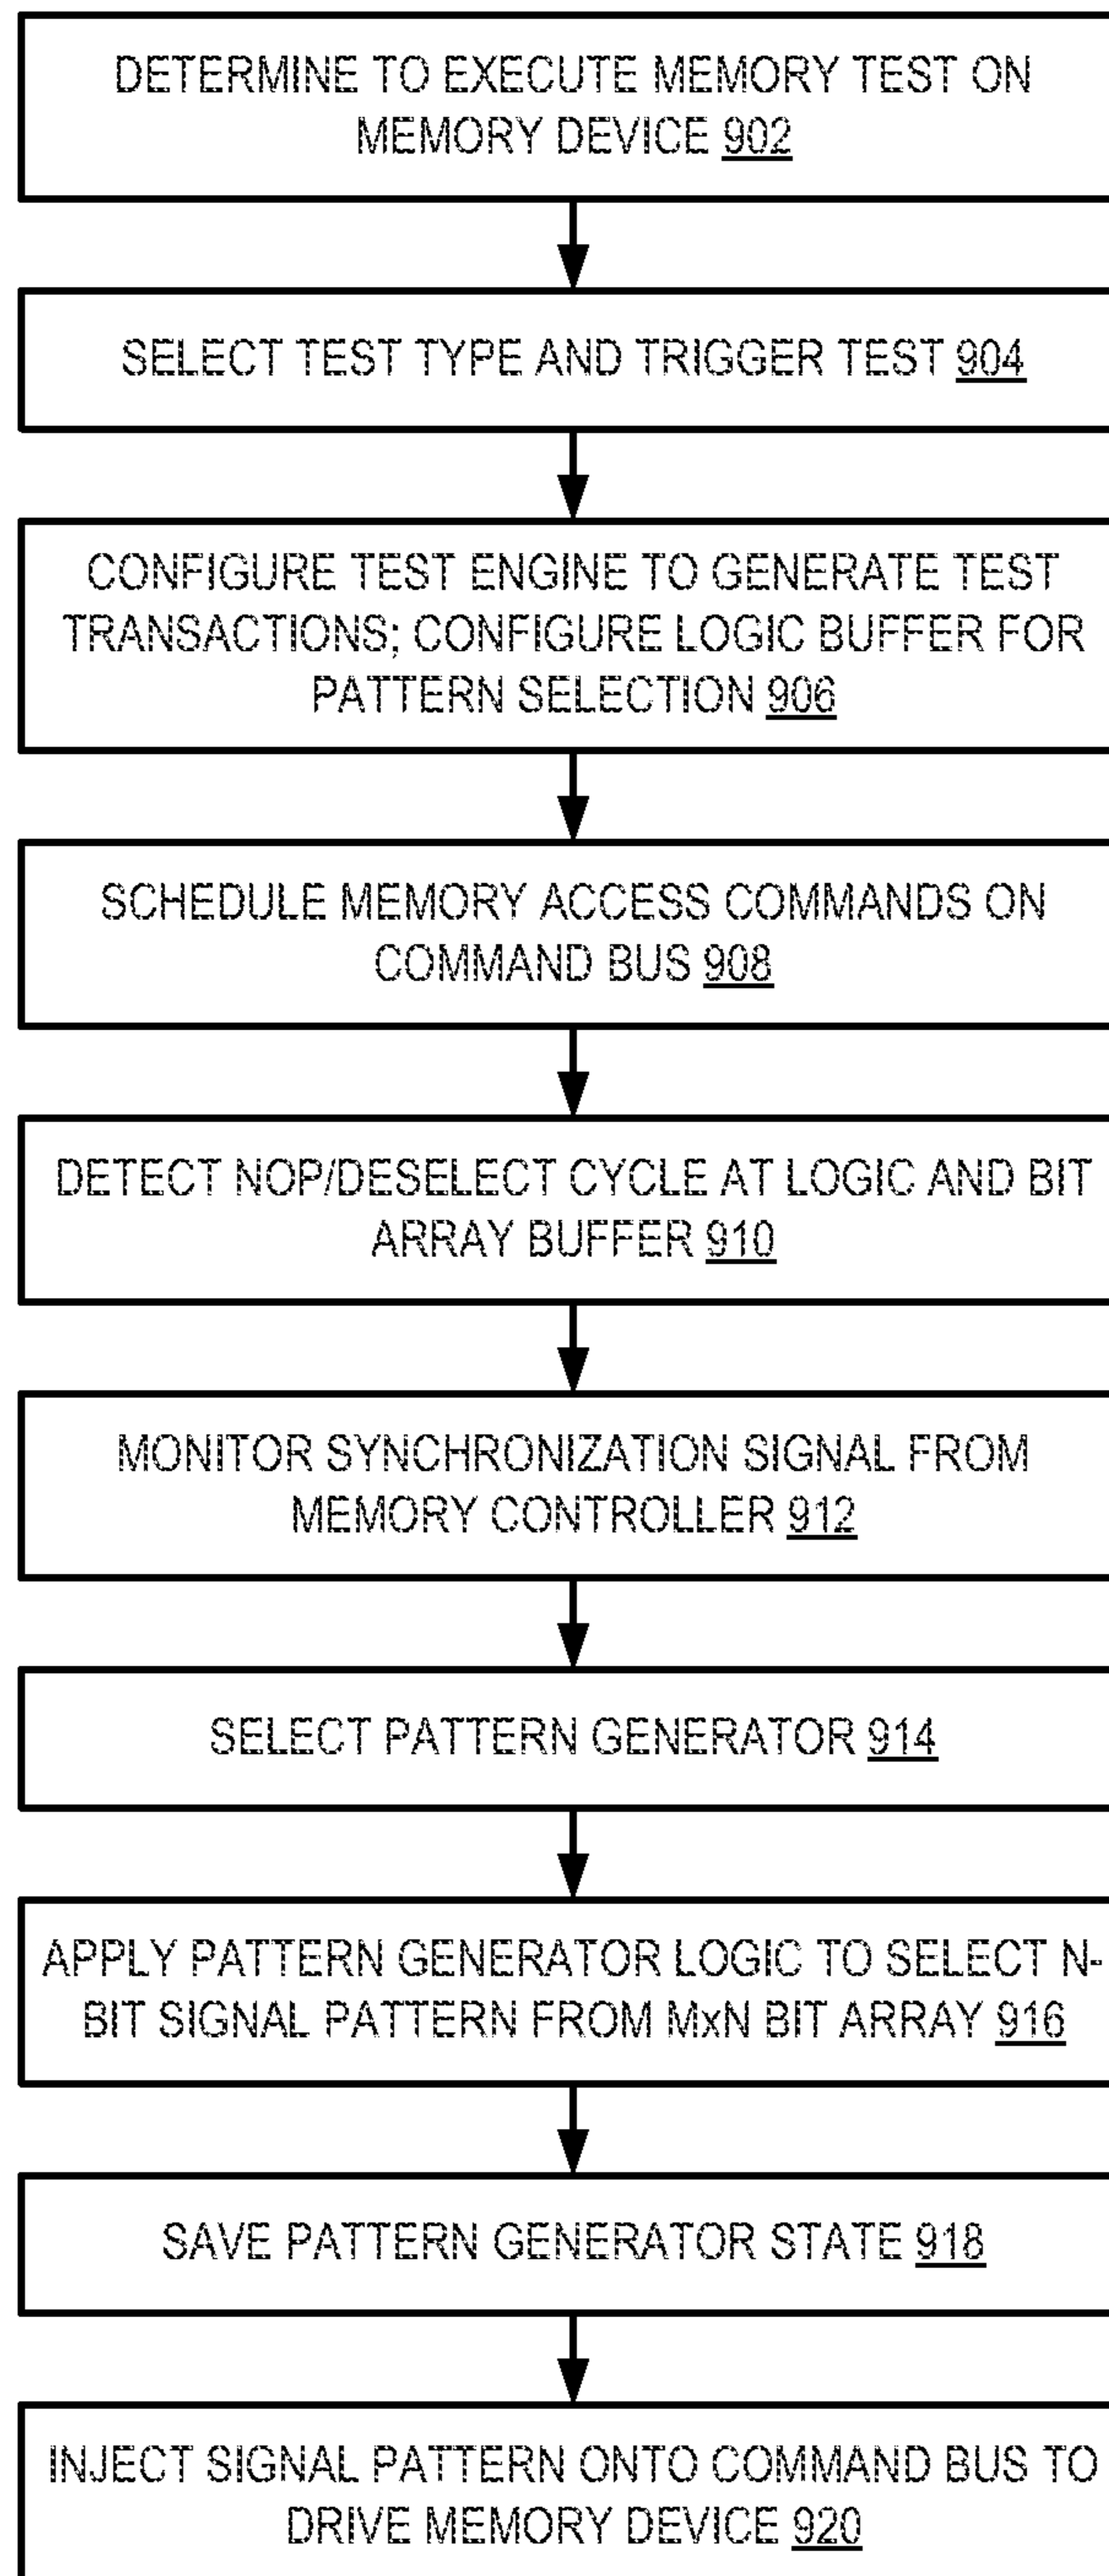 DETERMINE TO EXECUTE MEMORY TEST ON
MEMORY DEVICE 902
SELECT TEST TYPE AND TRIGGER TEST 904
CONFIGURE TEST ENGINE TO GENERATE TEST
TRANSACTIONS; CONFIGURE LOGIC BUFFER FOR
PATTERN SELECTION 906
SCHEDULE MEMORY ACCESS COMMANDS ON
COMMAND BUS 908
DETECT NOP/DESELECT CYCLE AT LOGIC AND BIT
ARRAY BUFFER 910
MONITOR SYNCHRONIZATION SIGNAL FROM
MEMORY CONTROLLER 912
SELECT PATTERN GENERATOR 914
APPLY PATTERN GENERATOR LOGIC TO SELECT N-
BIT SIGNAL PATTERN FROM MxN BIT ARRAY 916
SAVE PATTERN GENERATOR STATE 918
INJECT SIGNAL PATTERN ONTO COMMAND BUS TO
DRIVE MEMORY DEVICE 920